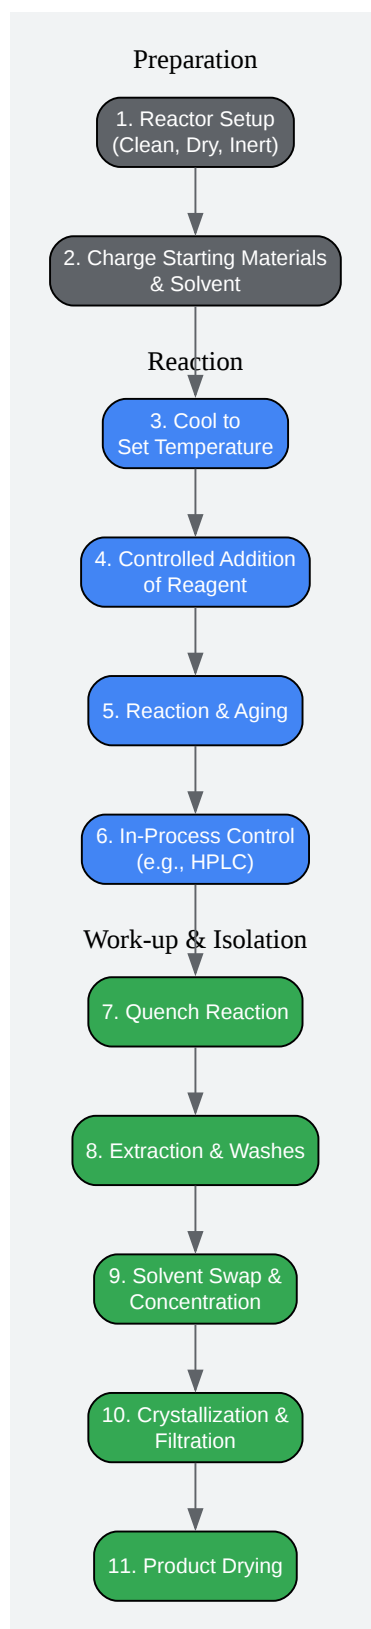 Preparation
1. Reactor Setup
(Clean, Dry, Inert)
2. Charge Starting Materials
& Solvent
Reaction
3. Cool to
Set Temperature
4. Controlled Addition
of Reagent
5. Reaction & Aging
6. In-Process Control
(e.g., HPLC)
Work-up & Isolation
7. Quench Reaction
8. Extraction & Washes
9. Solvent Swap &
Concentration
10. Crystallization &
Filtration
11. Product Drying